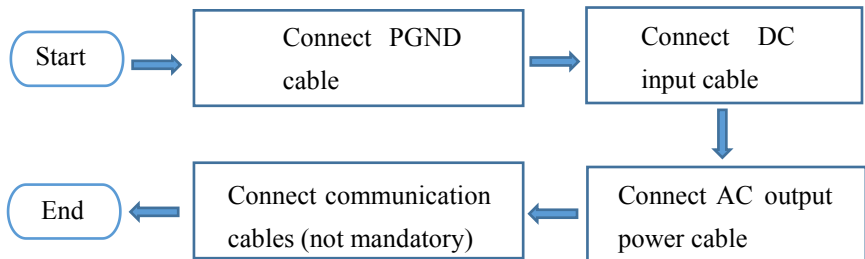 Start
Connect PGND
cable
Connect DC
input cable
Connect AC output
power cable
Connect communication
cables (not mandatory)
End